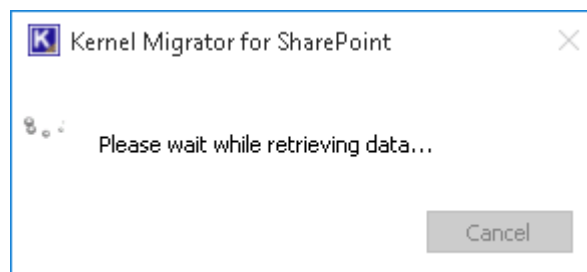 K Kernel Migrator for SharePoint
Please wait while retrieving data...
Cancel